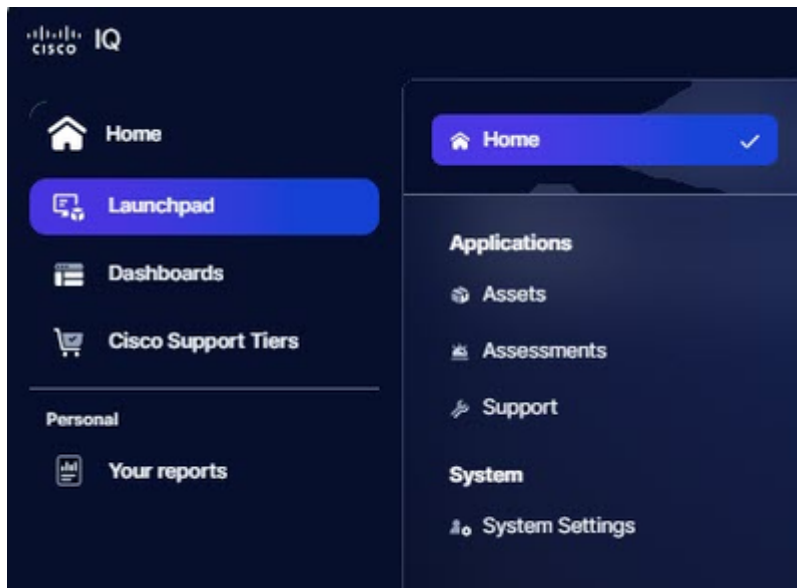 cisco IQ
Home
Launchpad
Dashboards
Cisco Support Tiers
Personal
Your reports
Home
Applications
Assets
Assessments
Support
System
System Settings